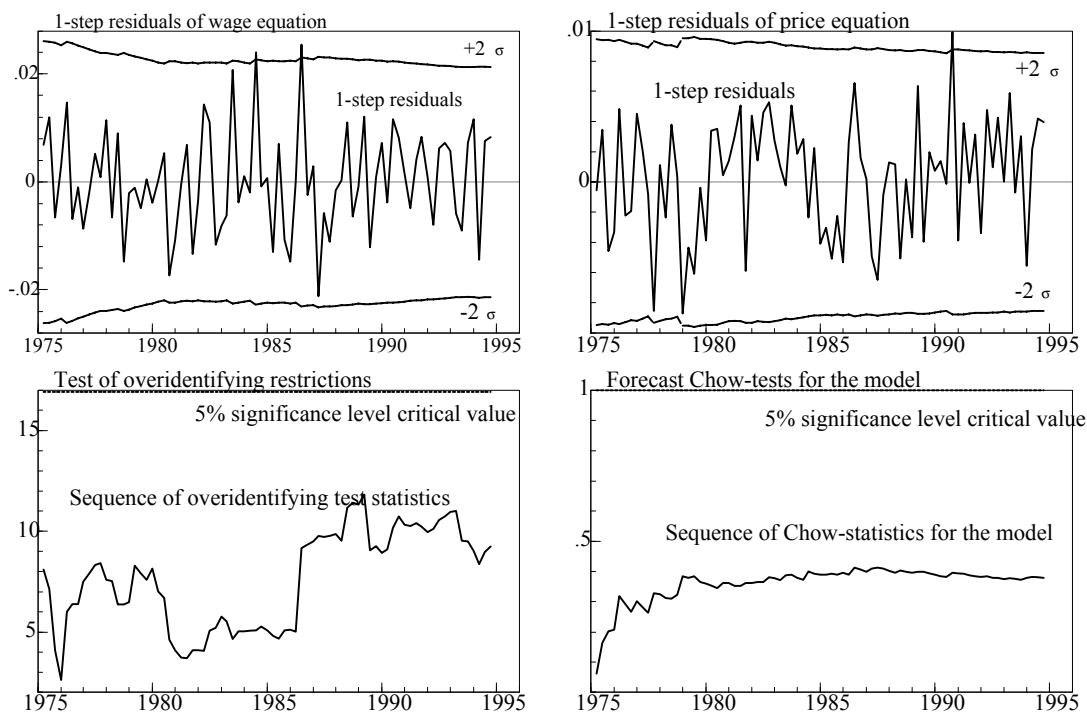 1-step residuals of wage equation
+2 σ
.02
1-step residuals
0
-.02
-2 σ
1975 1980 1985 1990 1995
1-step residuals of price equation
.01
+2 σ
1-step residuals
0
-2 σ
1975 1980 1985 1990 1995
Test of overidentifying restrictions
5% significance level critical value
15
Sequence of overidentifying test statistics
10
5
1975 1980 1985 1990 1995
Forecast Chow-tests for the model
1
5% significance level critical value
Sequence of Chow-statistics for the model
.5
1975 1980 1985 1990 1995